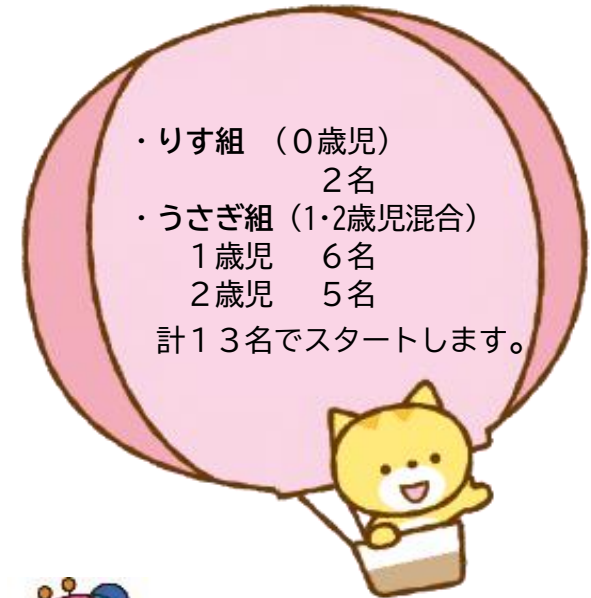 ・りす組　（０歳児）
２名
・うさぎ組（1･2歳児混合）
１歳児　６名
２歳児　５名
計１３名でスタートします。